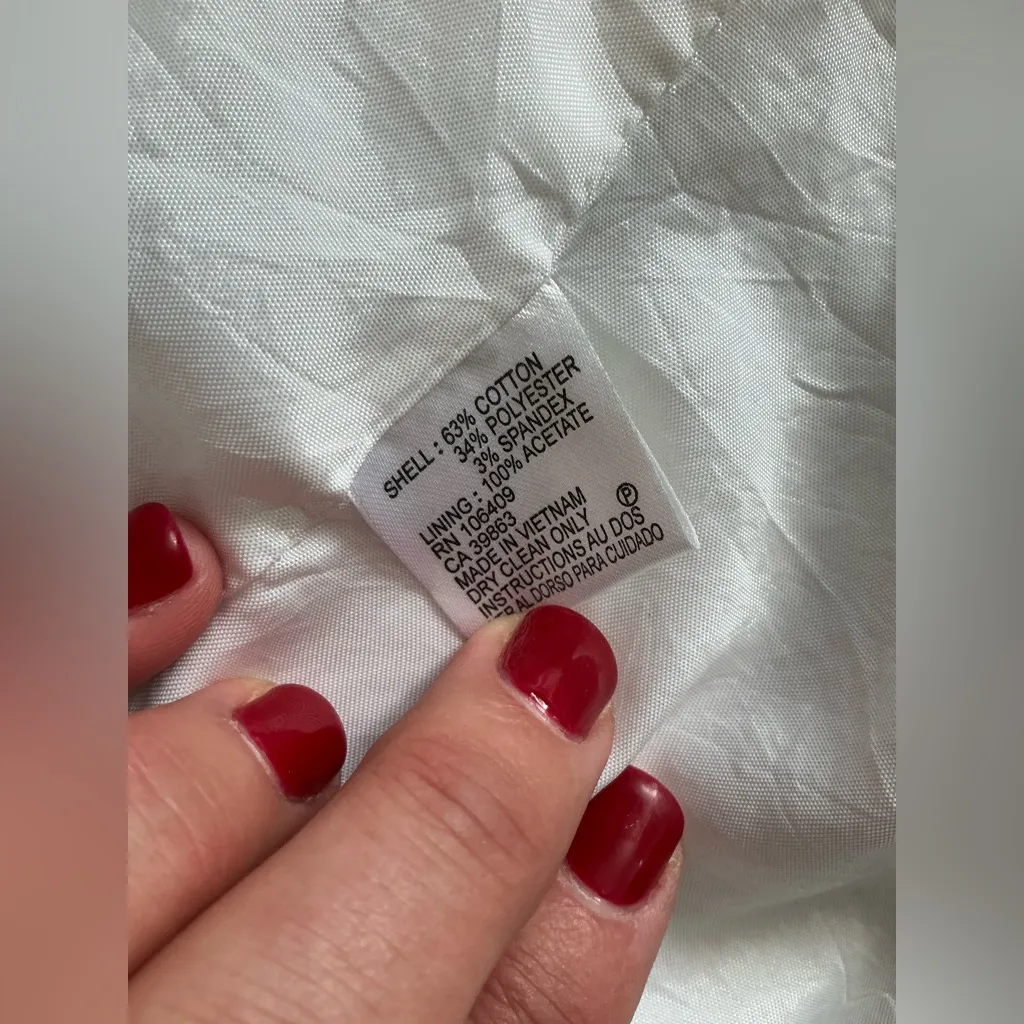 SHELL : 63% COTTON
34% POLYESTER
3% SPANDEX
LINING : 100% ACETATE
RN 106409
CA 39863
MADE IN VIETNAM
DRY CLEAN ONLY Ⓟ
INSTRUCTIONS AU DOS
AL DORSO PARA CUIDADO